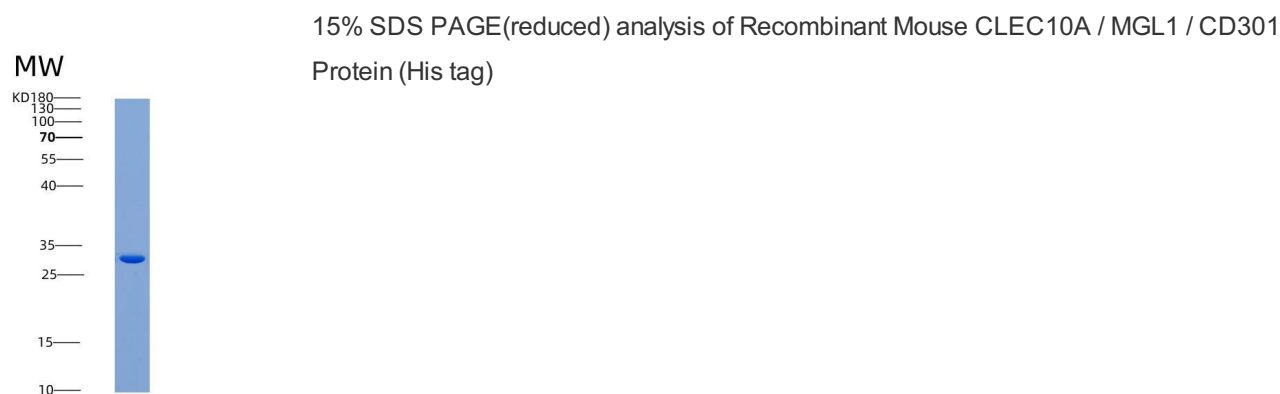 15% SDS PAGE(reduced) analysis of Recombinant Mouse CLEC10A / MGL1 / CD301
Protein (His tag)
MW
KD180
130
100
70
55
40
35
25
15
10